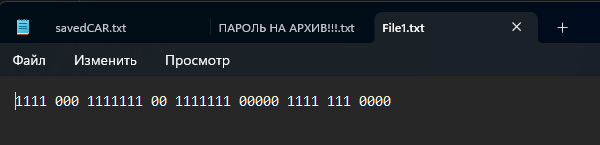 savedCAR.txt ПАРОЛЬ НА АРХИВ!!!.txt File1.txt
Файл Изменить Просмотр
1111 000 1111111 00 1111111 00000 1111 111 0000